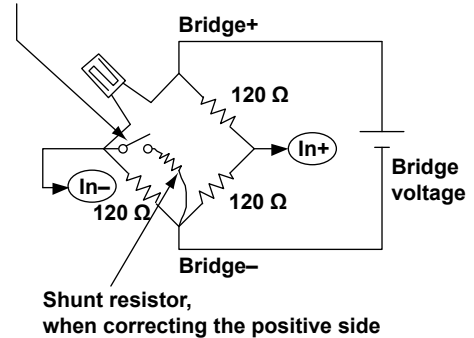 Bridge+
120 Ω
In+
In–
Bridge
voltage
120 Ω
120 Ω
Bridge–
Shunt resistor,
when correcting the positive side